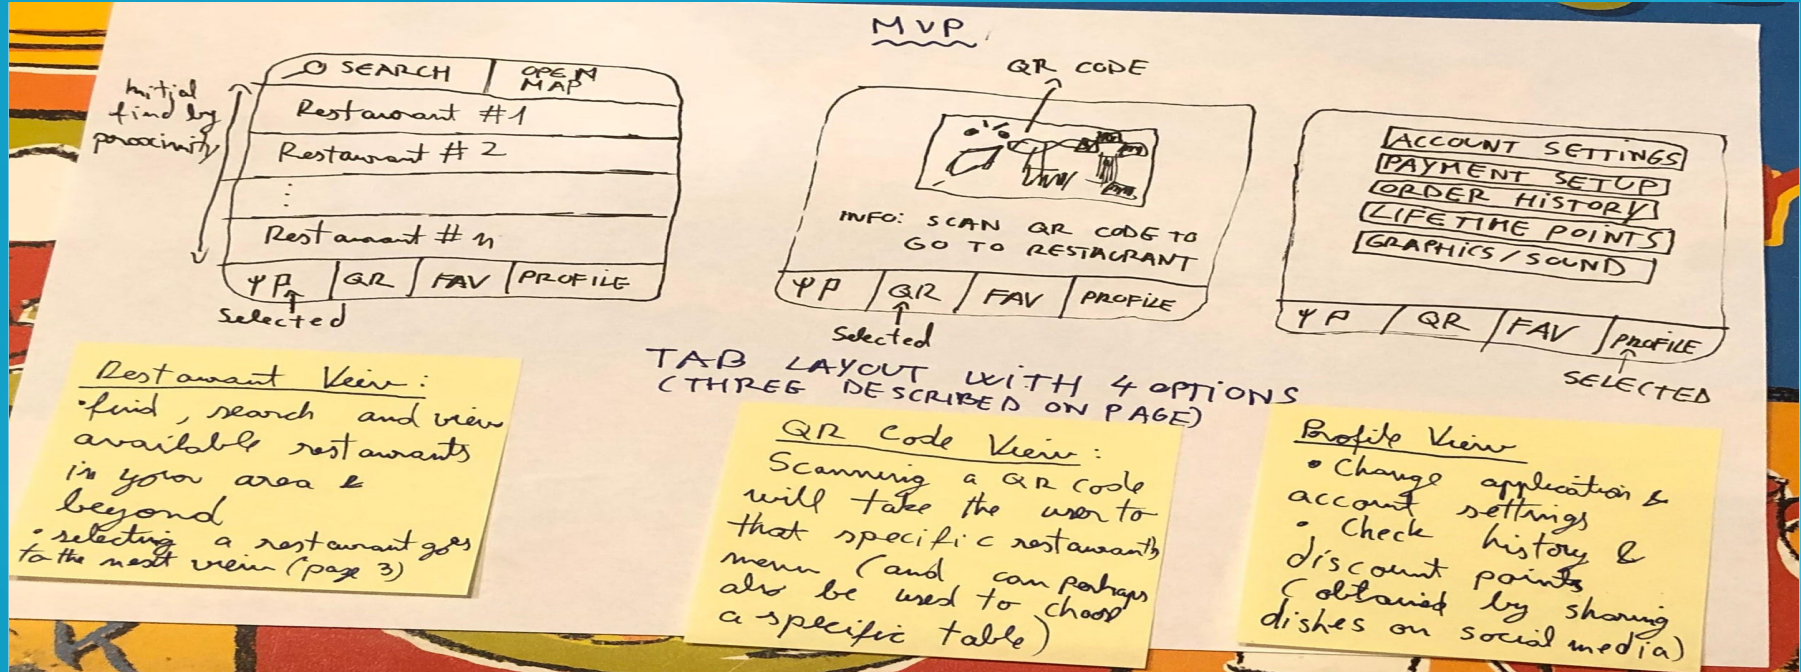 MVP
SEARCH
OPEN
MAP
Initial
find by
proximity
Restaurant #1
Restaurant #2
Restaurant #n
QR
FAV
PROFILE
Selected
QR CODE
INFO: SCAN QR CODE TO
GO TO RESTAURANT
QR
FAV
PROFILE
Selected
ACCOUNT SETTINGS
PAYMENT SETUP
ORDER HISTORY
LIFETIME POINTS
GRAPHICS/SOUND
QR
FAV
PROFILE
SELECTED
TAB LAYOUT WITH 4 OPTIONS
(THREE DESCRIBED ON PAGE)
Restaurant View:
• find, search and view
available restaurants
in your area &
beyond
• selecting a restaurant goes
to the next view (page 3)
QR Code View:
Scanning a QR code
will take the user to
that specific restaurants
menu (and can perhaps
also be used to choose
a specific table)
Profile View
• Change application &
account settings
• Check history &
discount points
(obtained by sharing
dishes on social media)